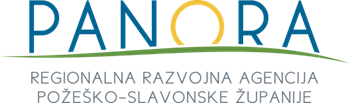 PANORA
REGIONALNA RAZVOJNA AGENCIJA
POŽEŠKO-SLAVONSKE ŽUPANIJE